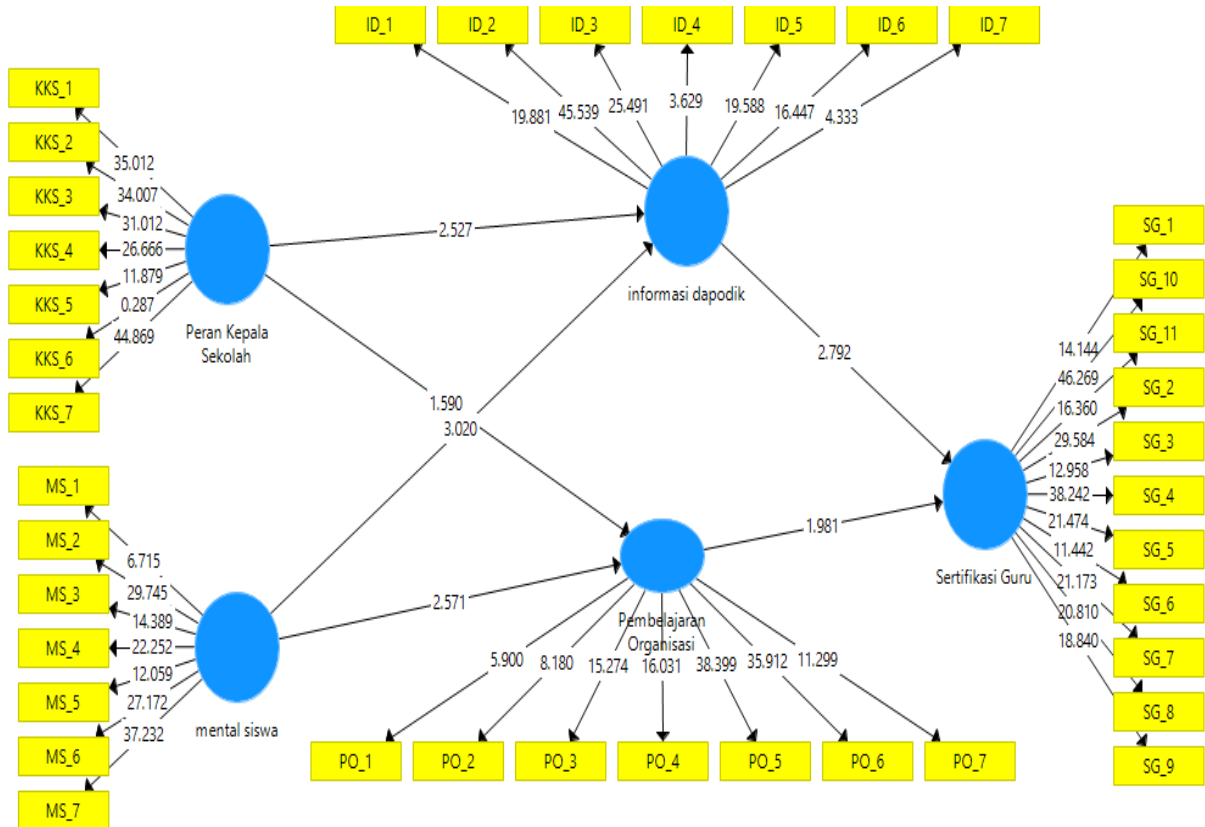 ID_1
ID_2
ID_3
ID_4
ID_5
ID_6
ID_7
19.881
45.539
25.491
3.629
19.588
16.447
4.333
informasi dapodik
KKS_1
KKS_2
KKS_3
KKS_4
KKS_5
KKS_6
KKS_7
35.012
34.007
31.012
26.666
11.879
0.287
44.869
Peran Kepala
Sekolah
2.527
1.590
3.020
2.571
2.792
1.981
MS_1
MS_2
MS_3
MS_4
MS_5
MS_6
MS_7
6.715
29.745
14.389
22.252
12.059
27.172
37.232
mental siswa
Pembelajaran
Organisasi
5.900
8.180
15.274
16.031
38.399
35.912
11.299
PO_1
PO_2
PO_3
PO_4
PO_5
PO_6
PO_7
Sertifikasi Guru
14.144
46.269
16.360
29.584
12.958
38.242
21.474
11.442
21.173
20.810
18.840
SG_1
SG_10
SG_11
SG_2
SG_3
SG_4
SG_5
SG_6
SG_7
SG_8
SG_9